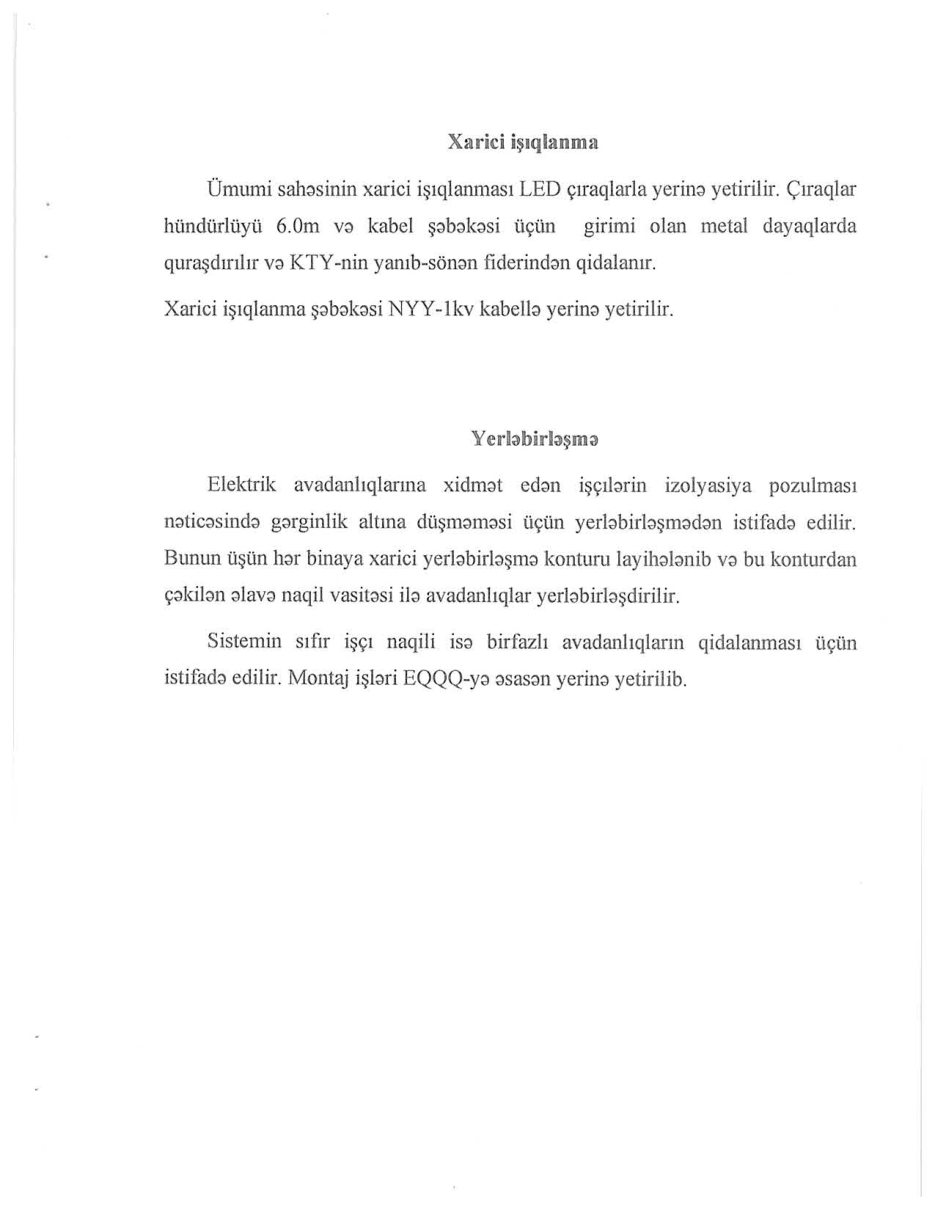 Xarici işıqlanma
Ümumi sahəsinin xarici işıqlanması LED çıraqlarla yerinə yetirilir. Çıraqlar
hündürlüyü 6.0m və kabel şəbəkəsi üçün girimi olan metal dayaqlarda
quraşdırılır və KTY-nin yanıb-sönən fiderindən qidalanır.
Xarici işıqlanma şəbəkəsi NYY-1kv kabellə yerinə yetirilir.
Yerləbirləşmə
Elektrik avadanlıqlarına xidmət edən işçılərin izolyasiya pozulması
nəticəsində gərginlik altına düşməməsi üçün yerləbirləşmədən istifadə edilir.
Bunun üşün hər binaya xarici yerləbirləşmə konturu layihələnib və bu konturdan
çəkilən əlavə naqil vasitəsi ilə avadanlıqlar yerləbirləşdirilir.
Sistemin sıfır işçı naqili isə birfazlı avadanlıqların qidalanması üçün
istifadə edilir. Montaj işləri EQQQ-yə əsasən yerinə yetirilib.